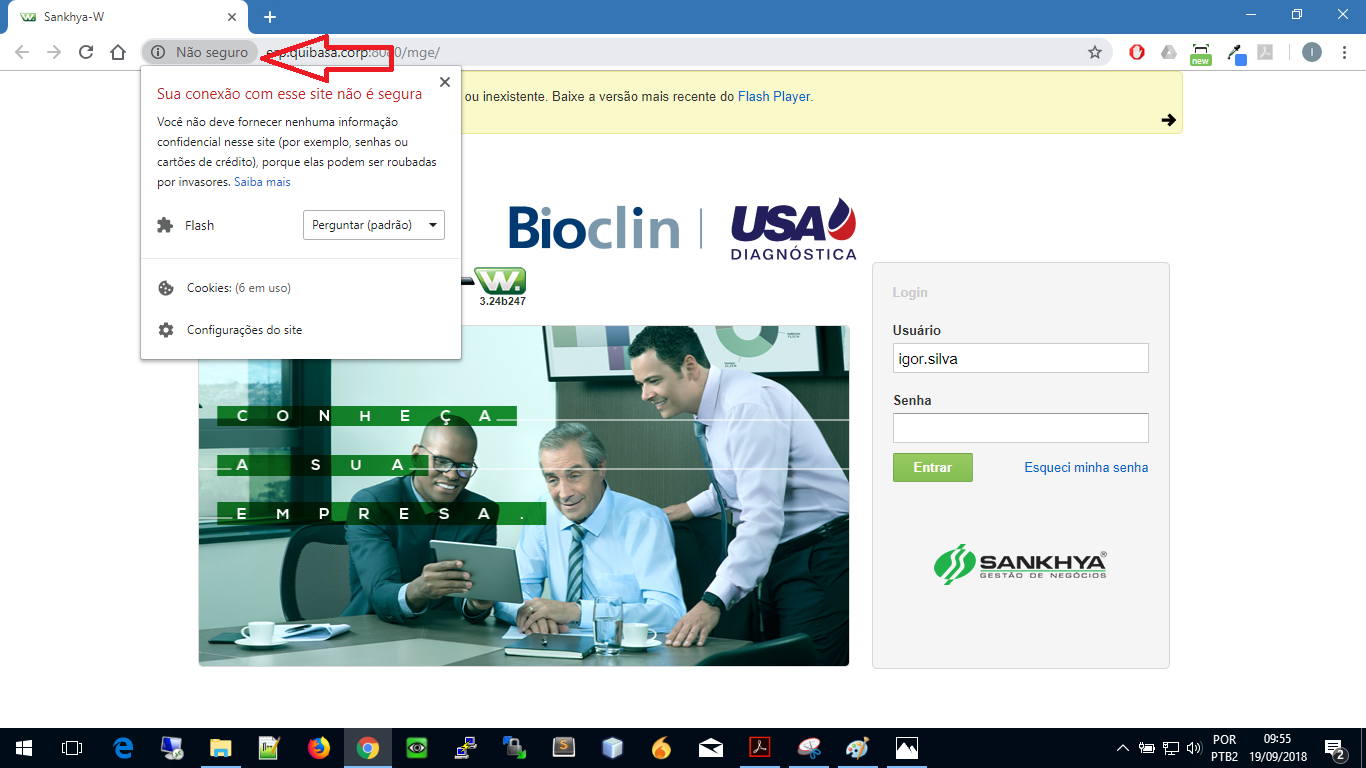 Sankhya-W
Não seguro
erp.quibasa.corp:8080/mge/
new
I
Sua conexão com esse site não é segura
Você não deve fornecer nenhuma informação
confidencial nesse site (por exemplo, senhas ou
cartões de crédito), porque elas podem ser roubadas
por invasores. Saiba mais
Flash
Perguntar (padrão)
Cookies: (6 em uso)
Configurações do site
ou inexistente. Baixe a versão mais recente do Flash Player.
Bioclin
USA
DIAGNÓSTICA
W.
3.24b247
CONHEÇA
A SUA
EMPRESA.
Login
Usuário
igor.silva
Senha
Entrar
Esqueci minha senha
SANKHYA®
GESTÃO DE NEGÓCIOS
POR
PTB2
09:55
19/09/2018
2